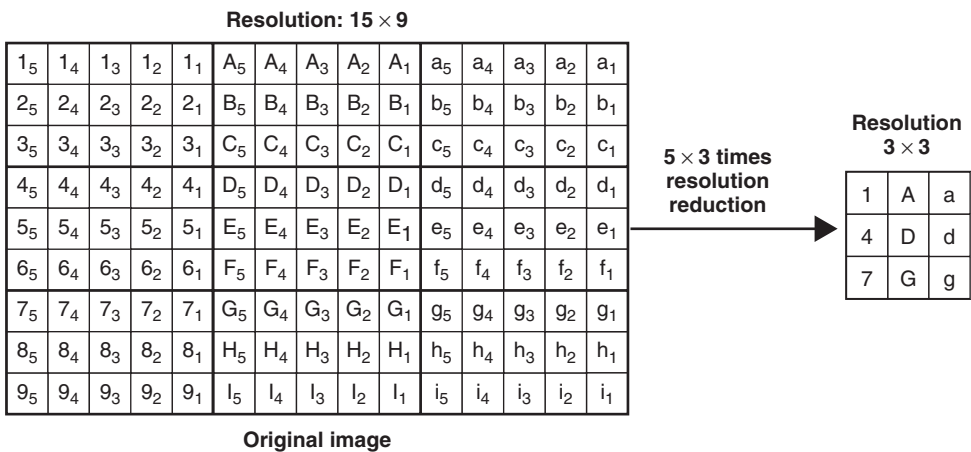 Resolution: 15 × 9
1₅ 1₄ 1₃ 1₂ 1₁ A₅ A₄ A₃ A₂ A₁ a₅ a₄ a₃ a₂ a₁
2₅ 2₄ 2₃ 2₂ 2₁ B₅ B₄ B₃ B₂ B₁ b₅ b₄ b₃ b₂ b₁
3₅ 3₄ 3₃ 3₂ 3₁ C₅ C₄ C₃ C₂ C₁ c₅ c₄ c₃ c₂ c₁
4₅ 4₄ 4₃ 4₂ 4₁ D₅ D₄ D₃ D₂ D₁ d₅ d₄ d₃ d₂ d₁
5₅ 5₄ 5₃ 5₂ 5₁ E₅ E₄ E₃ E₂ E₁ e₅ e₄ e₃ e₂ e₁
6₅ 6₄ 6₃ 6₂ 6₁ F₅ F₄ F₃ F₂ F₁ f₅ f₄ f₃ f₂ f₁
7₅ 7₄ 7₃ 7₂ 7₁ G₅ G₄ G₃ G₂ G₁ g₅ g₄ g₃ g₂ g₁
8₅ 8₄ 8₃ 8₂ 8₁ H₅ H₄ H₃ H₂ H₁ h₅ h₄ h₃ h₂ h₁
9₅ 9₄ 9₃ 9₂ 9₁ I₅ I₄ I₃ I₂ I₁ i₅ i₄ i₃ i₂ i₁
Original image
5 × 3 times
resolution
reduction
Resolution
3 × 3
1 A a
4 D d
7 G g